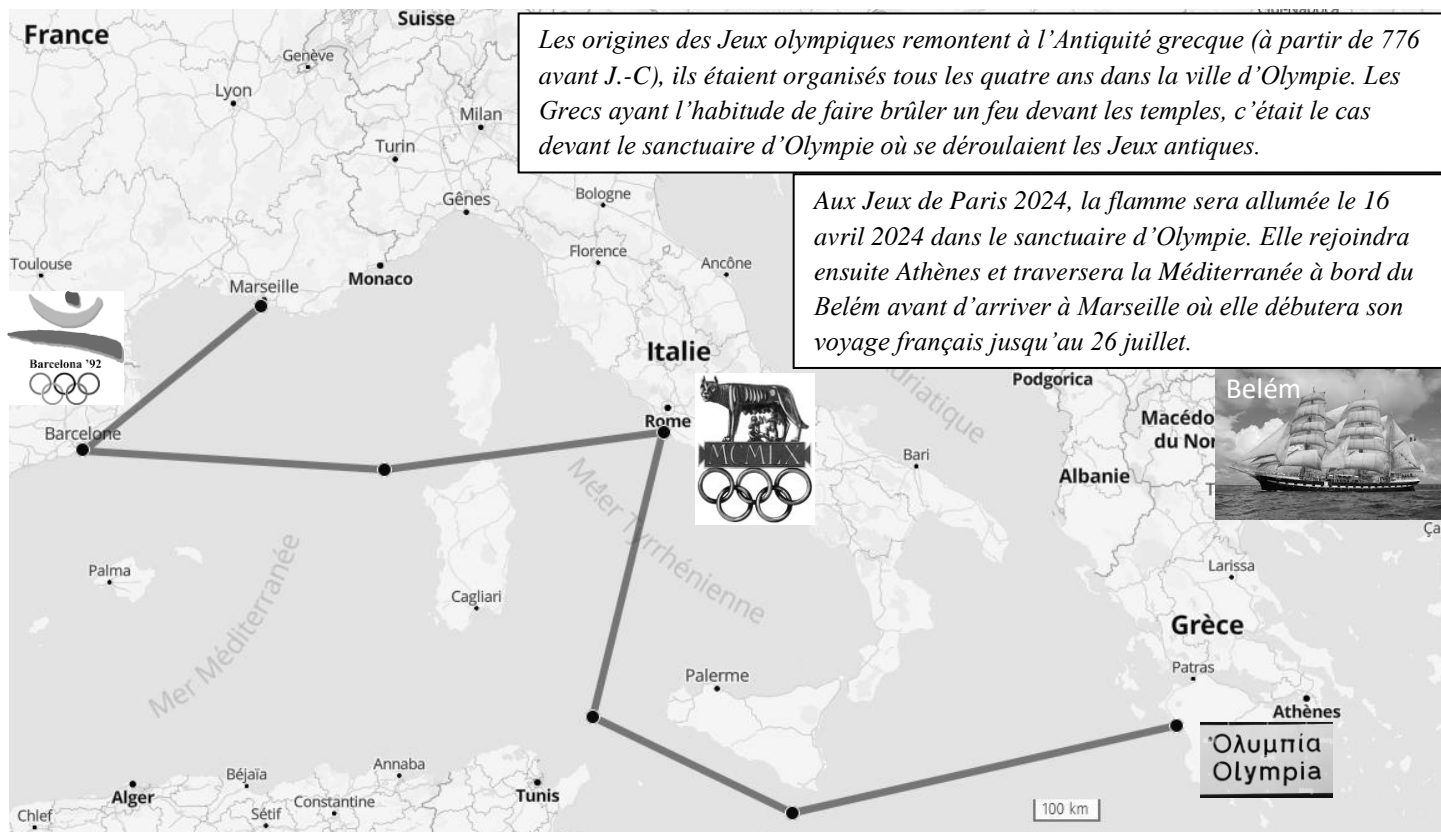 France
Suisse
Les origines des Jeux olympiques remontent à l’Antiquité grecque (à partir de 776
avant J.-C), ils étaient organisés tous les quatre ans dans la ville d’Olympie. Les
Grecs ayant l’habitude de faire brûler un feu devant les temples, c’était le cas
devant le sanctuaire d’Olympie où se déroulaient les Jeux antiques.
Genève
Lyon
Milan
Turin
Aux Jeux de Paris 2024, la flamme sera allumée le 16
avril 2024 dans le sanctuaire d’Olympie. Elle rejoindra
ensuite Athènes et traversera la Méditerranée à bord du
Belém avant d’arriver à Marseille où elle débutera son
voyage français jusqu’au 26 juillet.
Bologne
Gênes
Florence
Ancône
Toulouse
Marseille
Monaco
Barcelona '92
Italie
Podgorica
Belém
Rome
MCMLX
Macédo
du Nor
Barcelone
Bari
Albanie
Mer Tyrrhénienne
Mer Méditerranée
Palma
Cagliari
Larissa
Grèce
Patras
Palerme
Athènes
Ὀλυμπία
Olympia
Alger
Béjaïa
Annaba
Tunis
Chlef
Sétif
Constantine
100 km